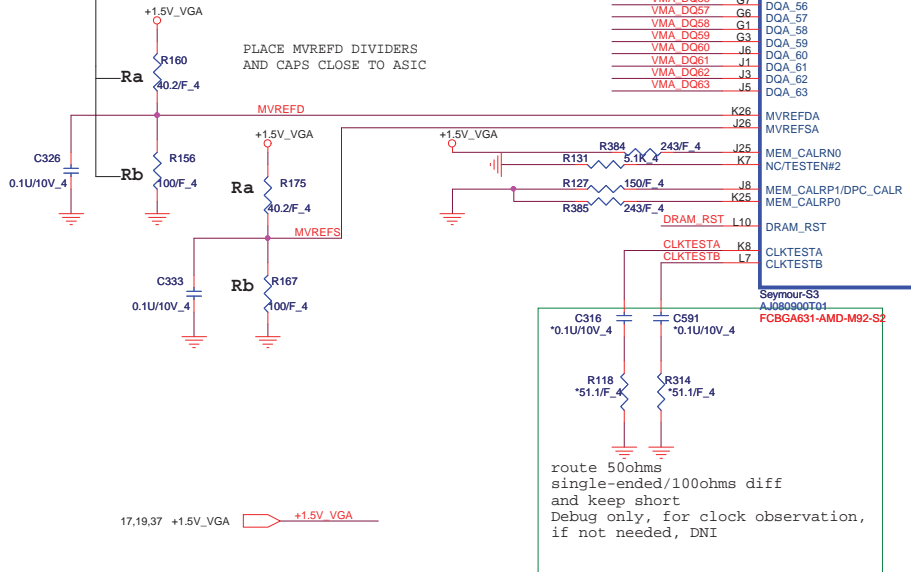 +1.5V_VGA
PLACE MVREFD DIVIDERS
AND CAPS CLOSE TO ASIC
R160
Ra
40.2/F_4
MVREFD
+1.5V_VGA
C326
0.1U/10V_4
R156
Rb
100/F_4
Ra
R175
40.2/F_4
MVREFS
C333
0.1U/10V_4
Rb
R167
100/F_4
VMA_DQ57 G6 DQA_57
VMA_DQ58 G1 DQA_58
VMA_DQ59 G3 DQA_59
VMA_DQ60 J6 DQA_60
VMA_DQ61 J1 DQA_61
VMA_DQ62 J3 DQA_62
VMA_DQ63 J5 DQA_63
DQA_56
K26 MVREFDA
J26 MVREFSA
+1.5V_VGA
R384 243/F_4 J25 MEM_CALRN0
R131 5.1K_4 K7 NC/TESTEN#2
R127 150/F_4 J8 MEM_CALRP1/DPC_CALR
R385 243/F_4 K25 MEM_CALRP0
DRAM_RST L10 DRAM_RST
CLKTESTA K8 CLKTESTA
CLKTESTB L7 CLKTESTB
Seymour-S3
AJ080900T01
FCBGA631-AMD-M92-S2
C316
*0.1U/10V_4
C591
*0.1U/10V_4
R118
*51.1/F_4
R314
*51.1/F_4
route 50ohms
single-ended/100ohms diff
and keep short
Debug only, for clock observation,
if not needed, DNI
17,19,37 +1.5V_VGA +1.5V_VGA